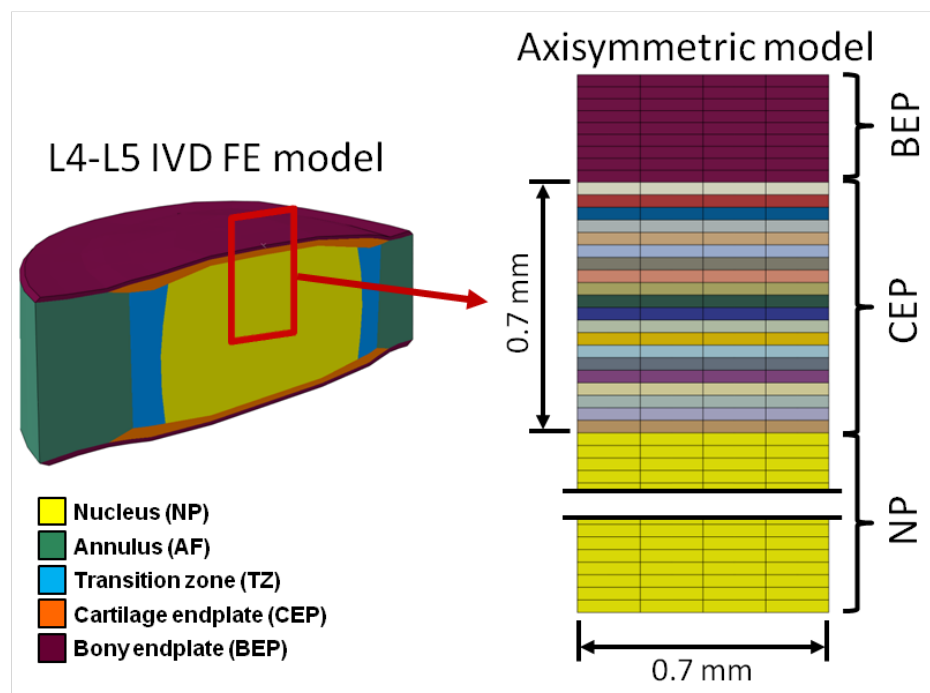 Axisymmetric model
L4-L5 IVD FE model
BEP
0.7 mm
CEP
NP
0.7 mm
Nucleus (NP)
Annulus (AF)
Transition zone (TZ)
Cartilage endplate (CEP)
Bony endplate (BEP)